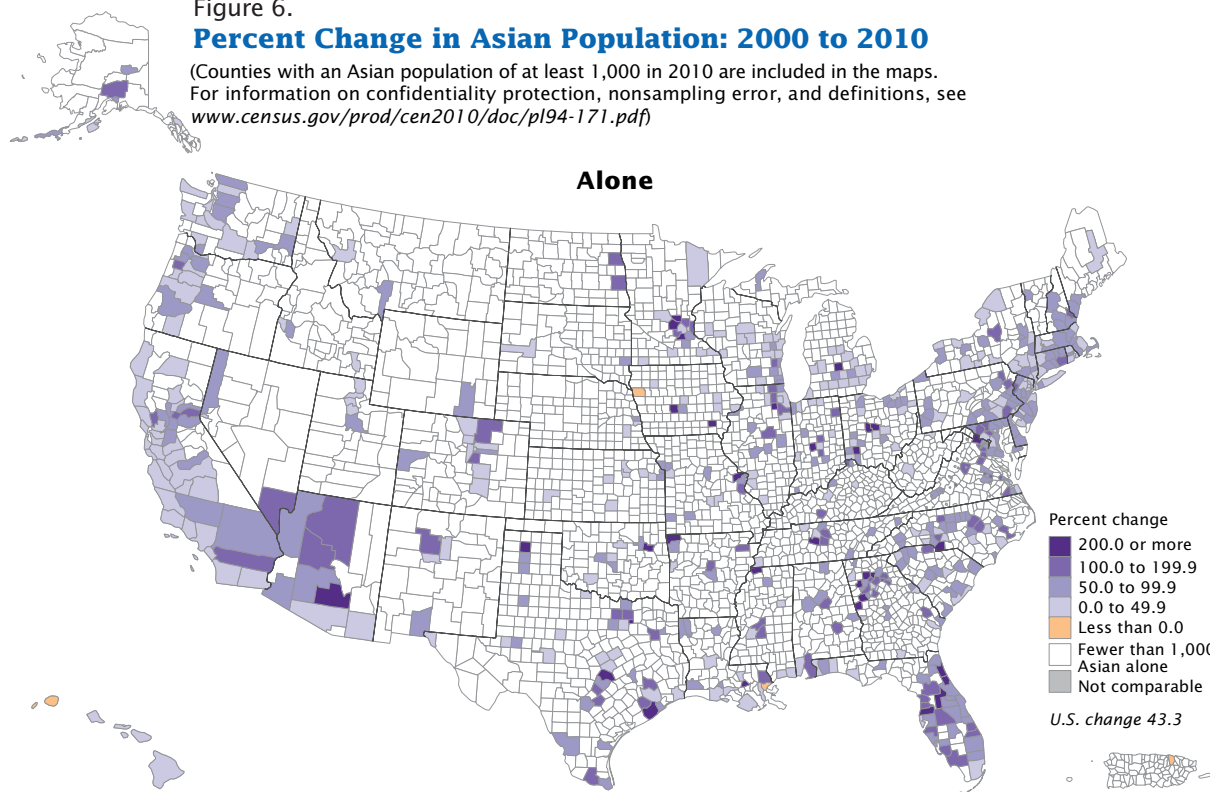 Figure 6.
Percent Change in Asian Population: 2000 to 2010
(Counties with an Asian population of at least 1,000 in 2010 are included in the maps.
For information on confidentiality protection, nonsampling error, and definitions, see
www.census.gov/prod/cen2010/doc/pl94-171.pdf)
Alone
Percent change
200.0 or more
100.0 to 199.9
50.0 to 99.9
0.0 to 49.9
Less than 0.0
Fewer than 1,000
Asian alone
Not comparable
U.S. change 43.3